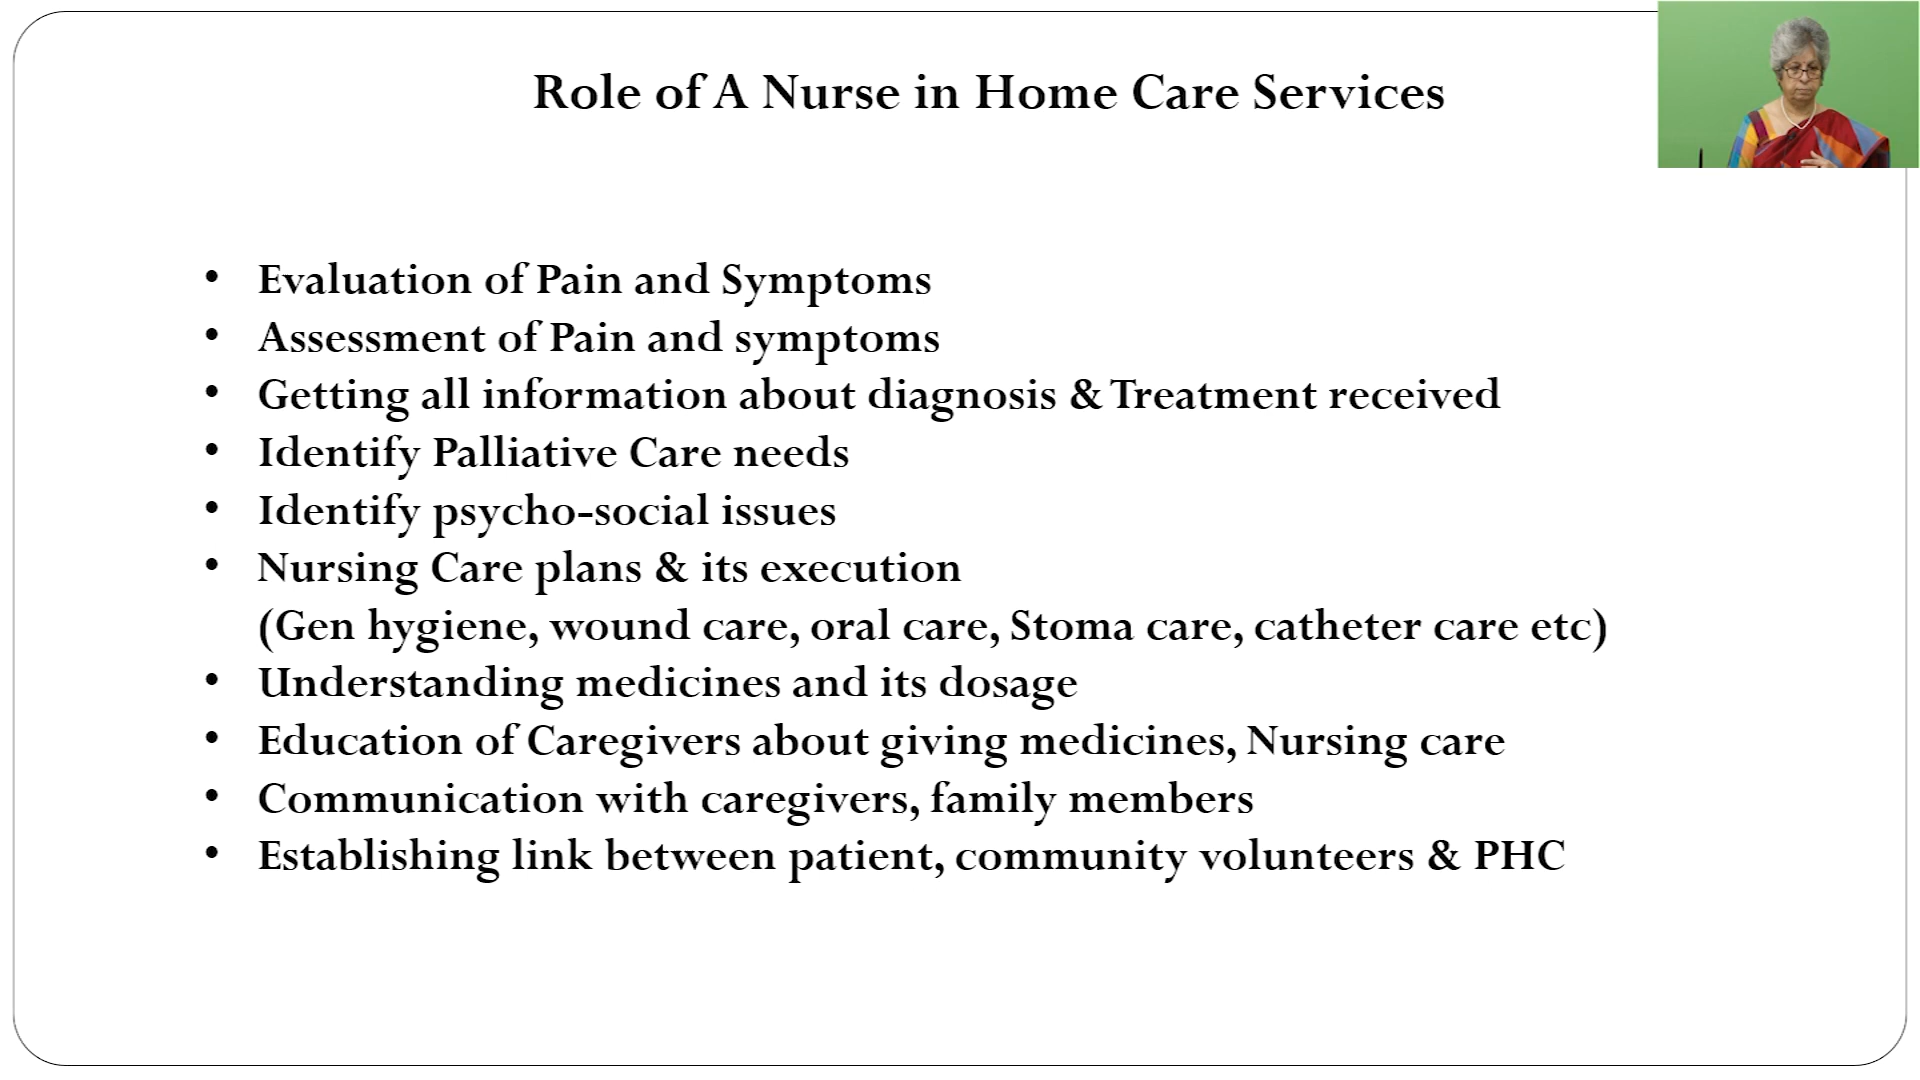 Role of A Nurse in Home Care Services
• Evaluation of Pain and Symptoms
• Assessment of Pain and symptoms
• Getting all information about diagnosis & Treatment received
• Identify Palliative Care needs
• Identify psycho-social issues
• Nursing Care plans & its execution
(Gen hygiene, wound care, oral care, Stoma care, catheter care etc)
• Understanding medicines and its dosage
• Education of Caregivers about giving medicines, Nursing care
• Communication with caregivers, family members
• Establishing link between patient, community volunteers & PHC